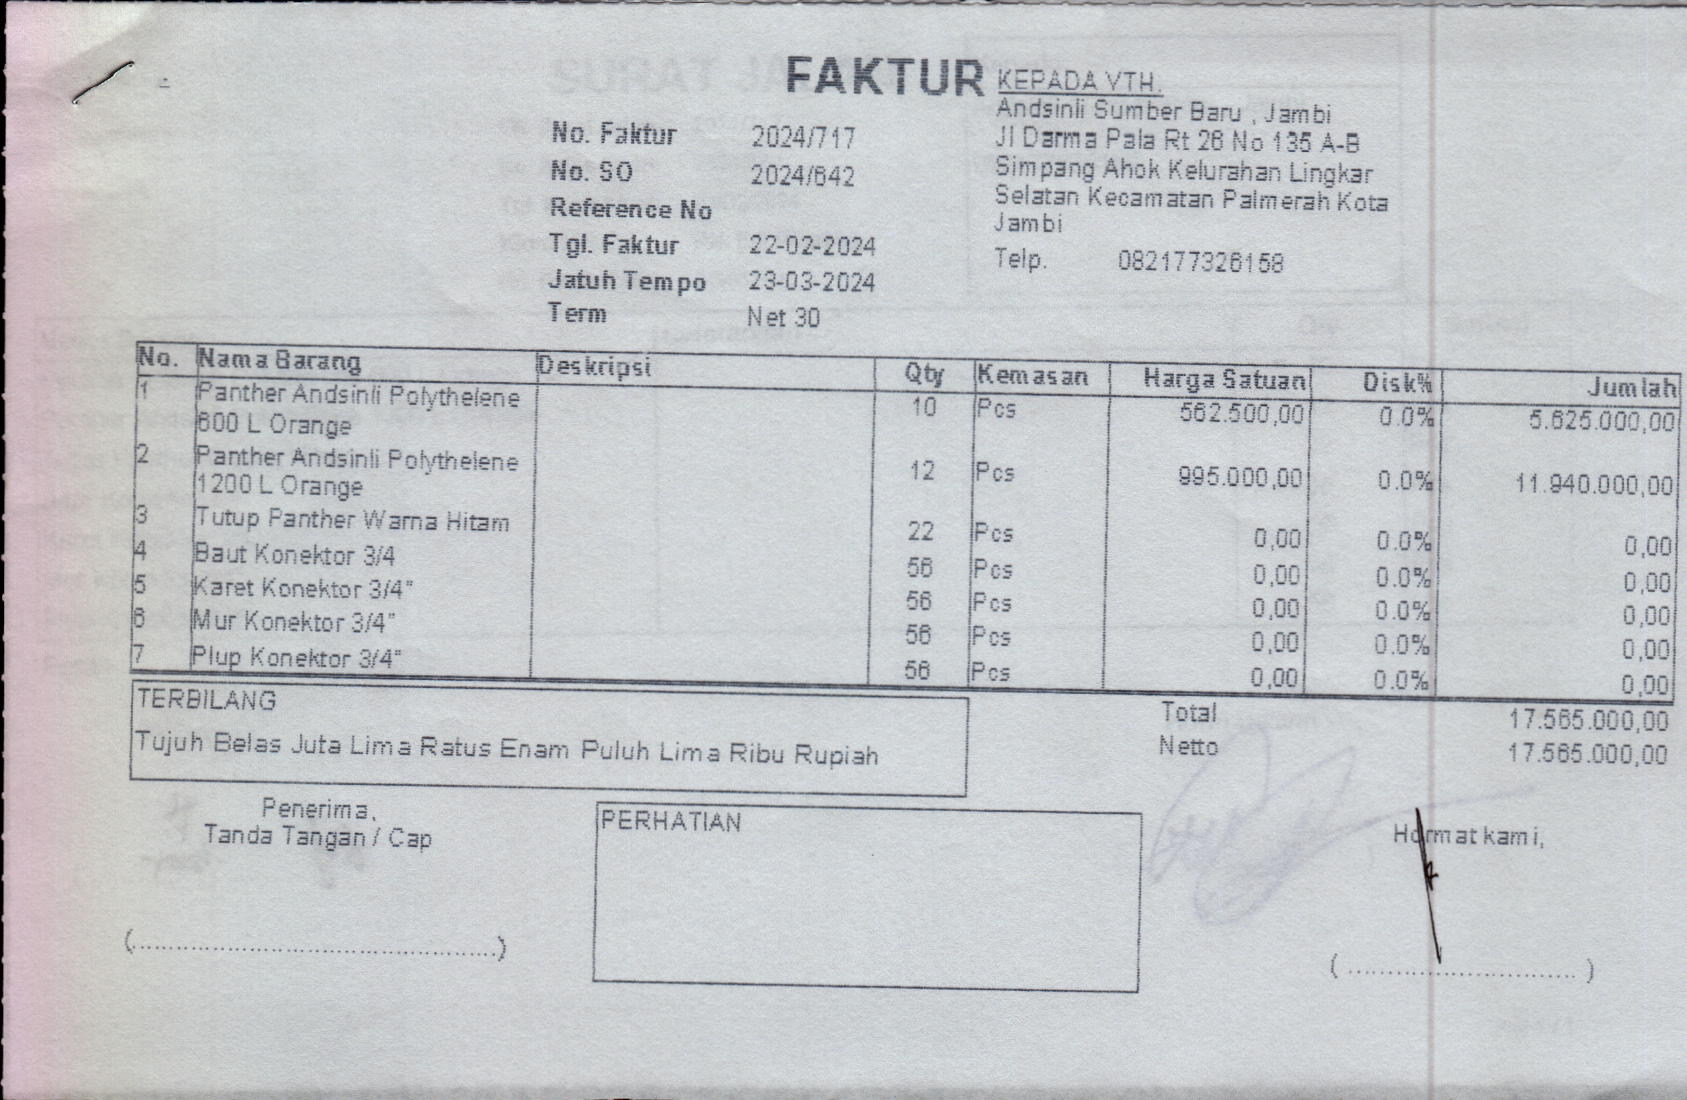 FAKTUR
No. Faktur 2024/717
No. SO 2024/642
Reference No
Tgl. Faktur 22-02-2024
Jatuh Tempo 23-03-2024
Term Net 30
KEPADA YTH.
Andsinli Sumber Baru , Jambi
Jl Darma Pala Rt 26 No 135 A-B
Simpang Ahok Kelurahan Lingkar
Selatan Kecamatan Palmerah Kota
Jambi
Telp. 082177326158
No. Nama Barang Deskripsi Qty Kemasan Harga Satuan Disk% Jumlah
1 Panther Andsinli Polythelene 10 Pcs 562.500,00 0.0% 5.625.000,00
600 L Orange
2 Panther Andsinli Polythelene 12 Pcs 995.000,00 0.0% 11.940.000,00
1200 L Orange
3 Tutup Panther Warna Hitam 22 Pcs 0,00 0.0% 0,00
4 Baut Konektor 3/4 56 Pcs 0,00 0.0% 0,00
5 Karet Konektor 3/4" 56 Pcs 0,00 0.0% 0,00
6 Mur Konektor 3/4" 56 Pcs 0,00 0.0% 0,00
7 Plup Konektor 3/4" 56 Pcs 0,00 0.0% 0,00
TERBILANG
Tujuh Belas Juta Lima Ratus Enam Puluh Lima Ribu Rupiah
Total 17.565.000,00
Netto 17.565.000,00
Penerima,
Tanda Tangan / Cap
(..................................................)
PERHATIAN
Hormat kami,
( ............................... )